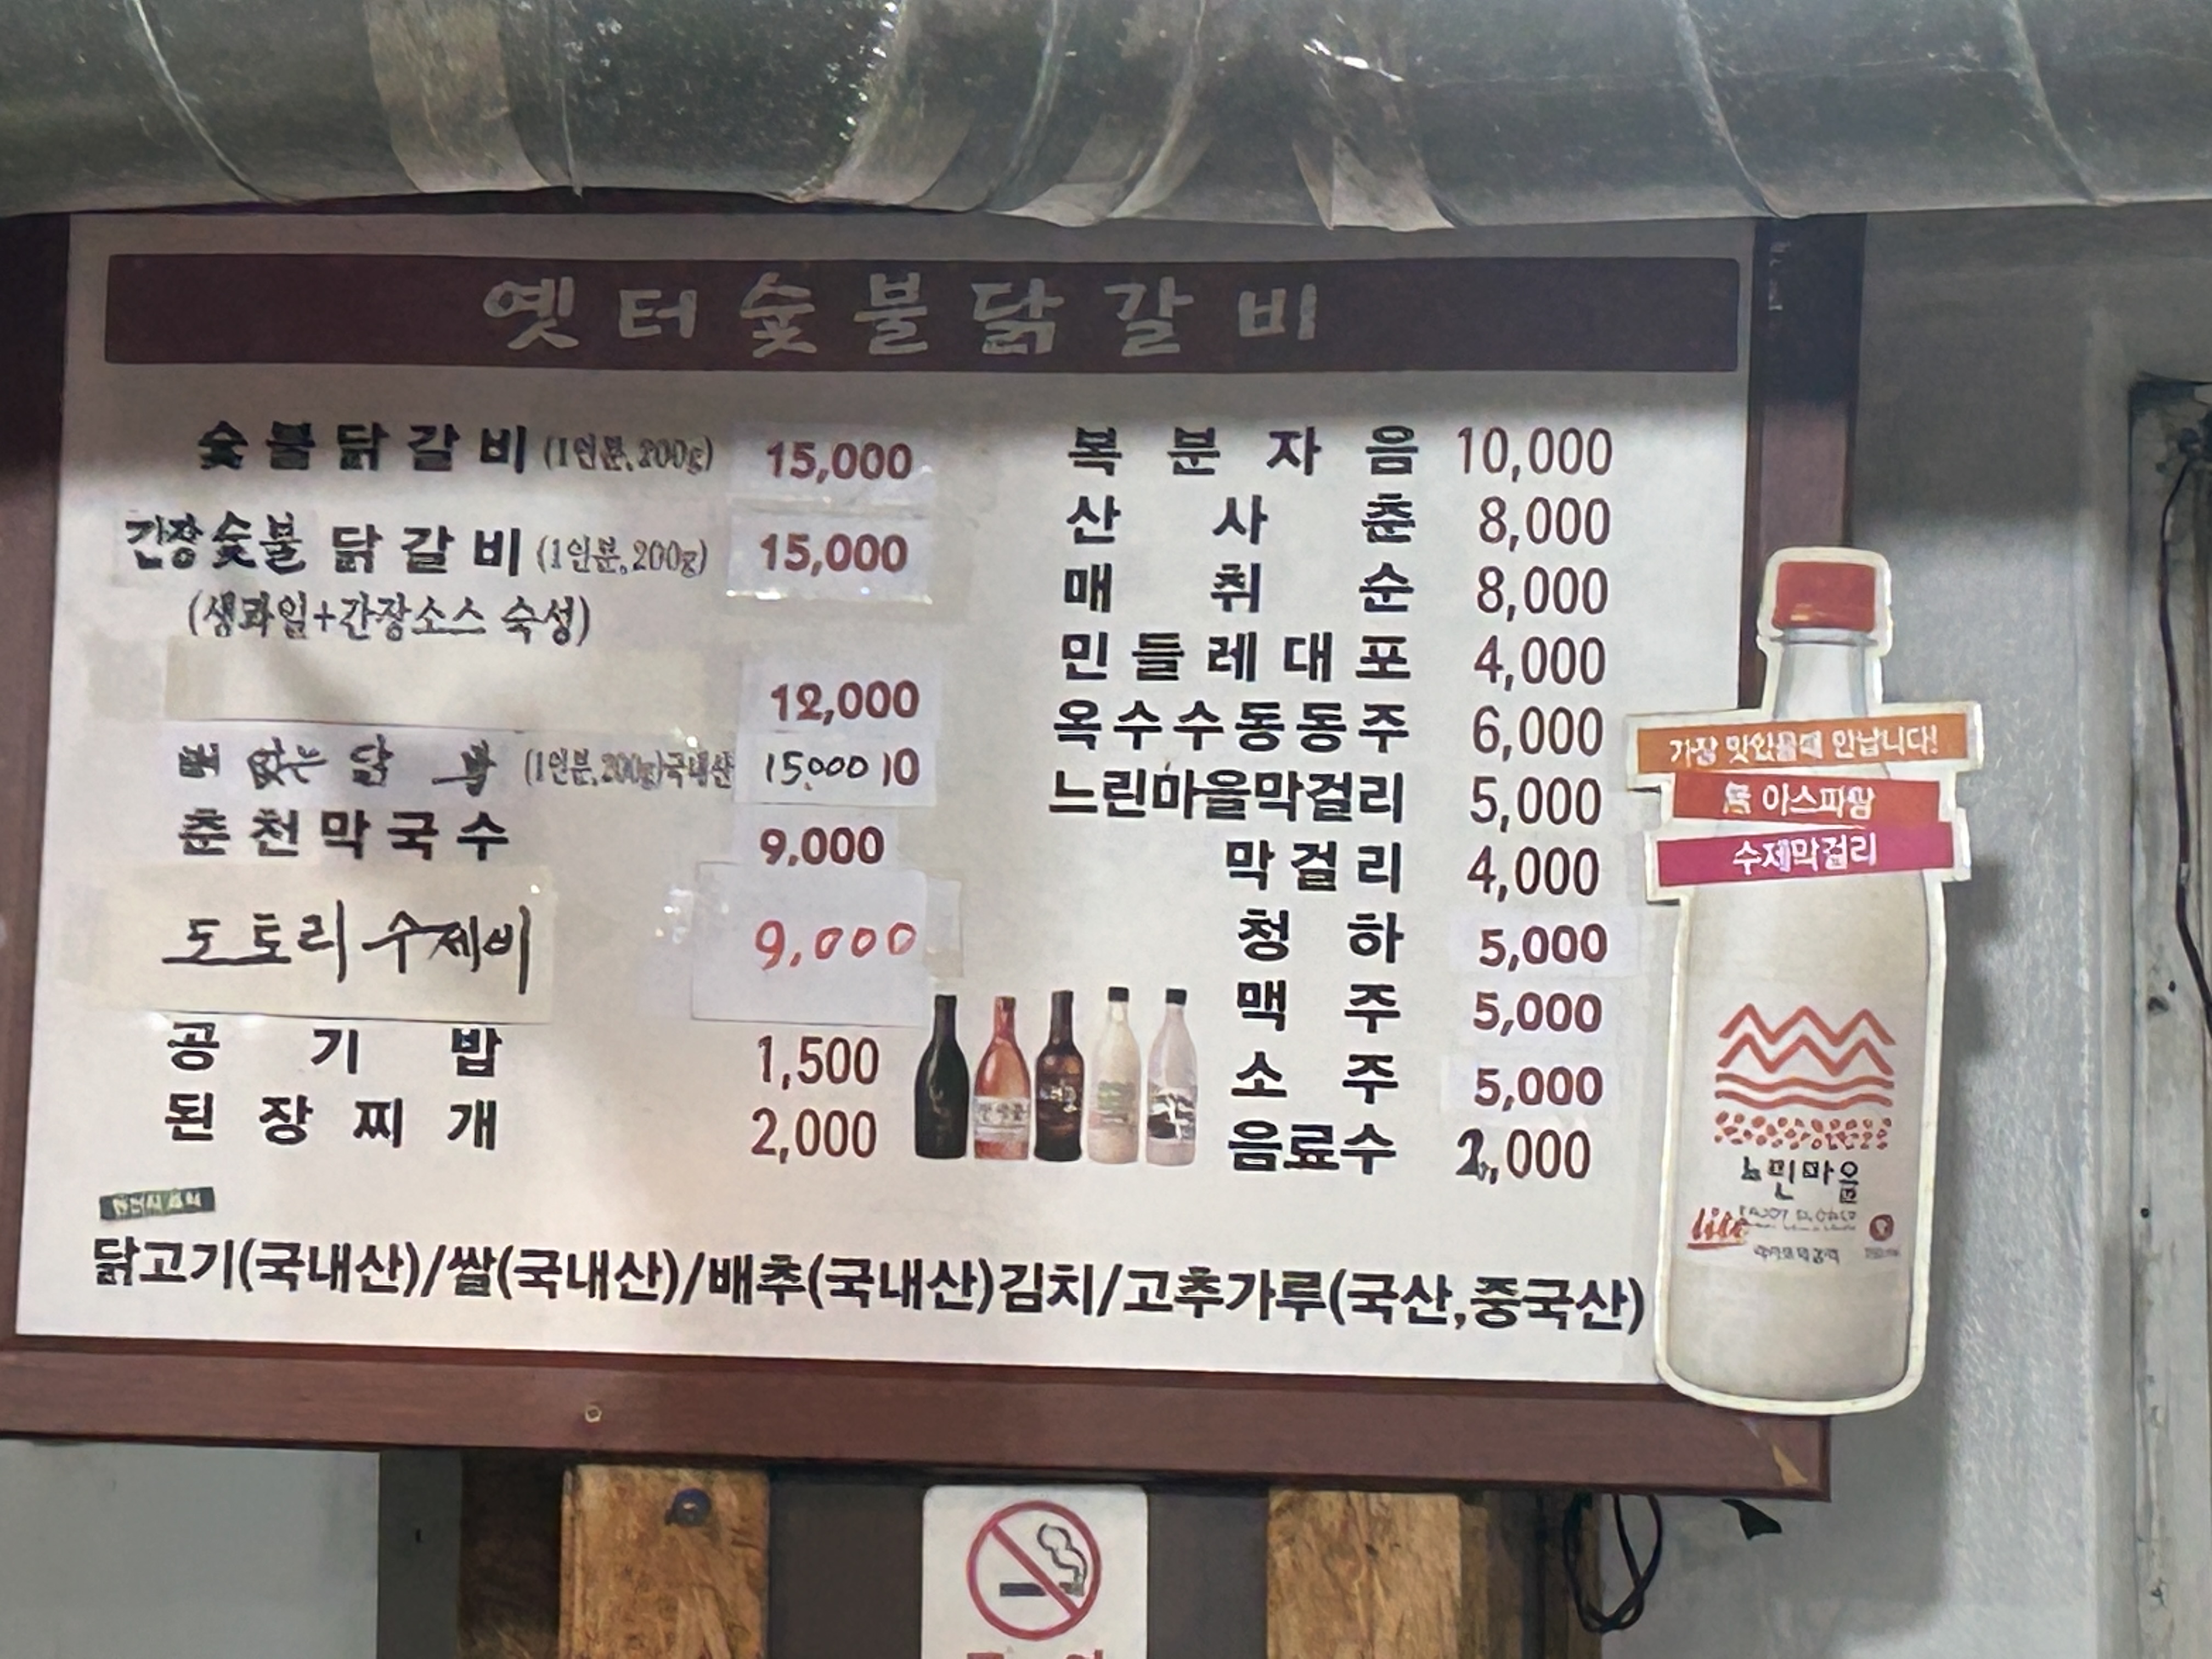 옛터숯불닭갈비
숯불닭갈비 (1인분,200g) 15,000
간장숯불 닭갈비 (1인분,200g) 15,000
(생과일+간장소스 숙성)
12,000
뼈 없는 닭 (1인분,200g)국내산 15,000
춘천막국수 9,000
도토리수제비 9,000
공기밥 1,500
된장찌개 2,000
복분자음 10,000
산사춘 8,000
매취순 8,000
민들레대포 4,000
옥수수동동주 6,000
느린마을막걸리 5,000
막걸리 4,000
청하 5,000
맥주 5,000
소주 5,000
음료수 2,000
닭고기(국내산)/쌀(국내산)/배추(국내산)김치/고추가루(국산,중국산)
가장
아스파탐
수제막걸리
느린마을